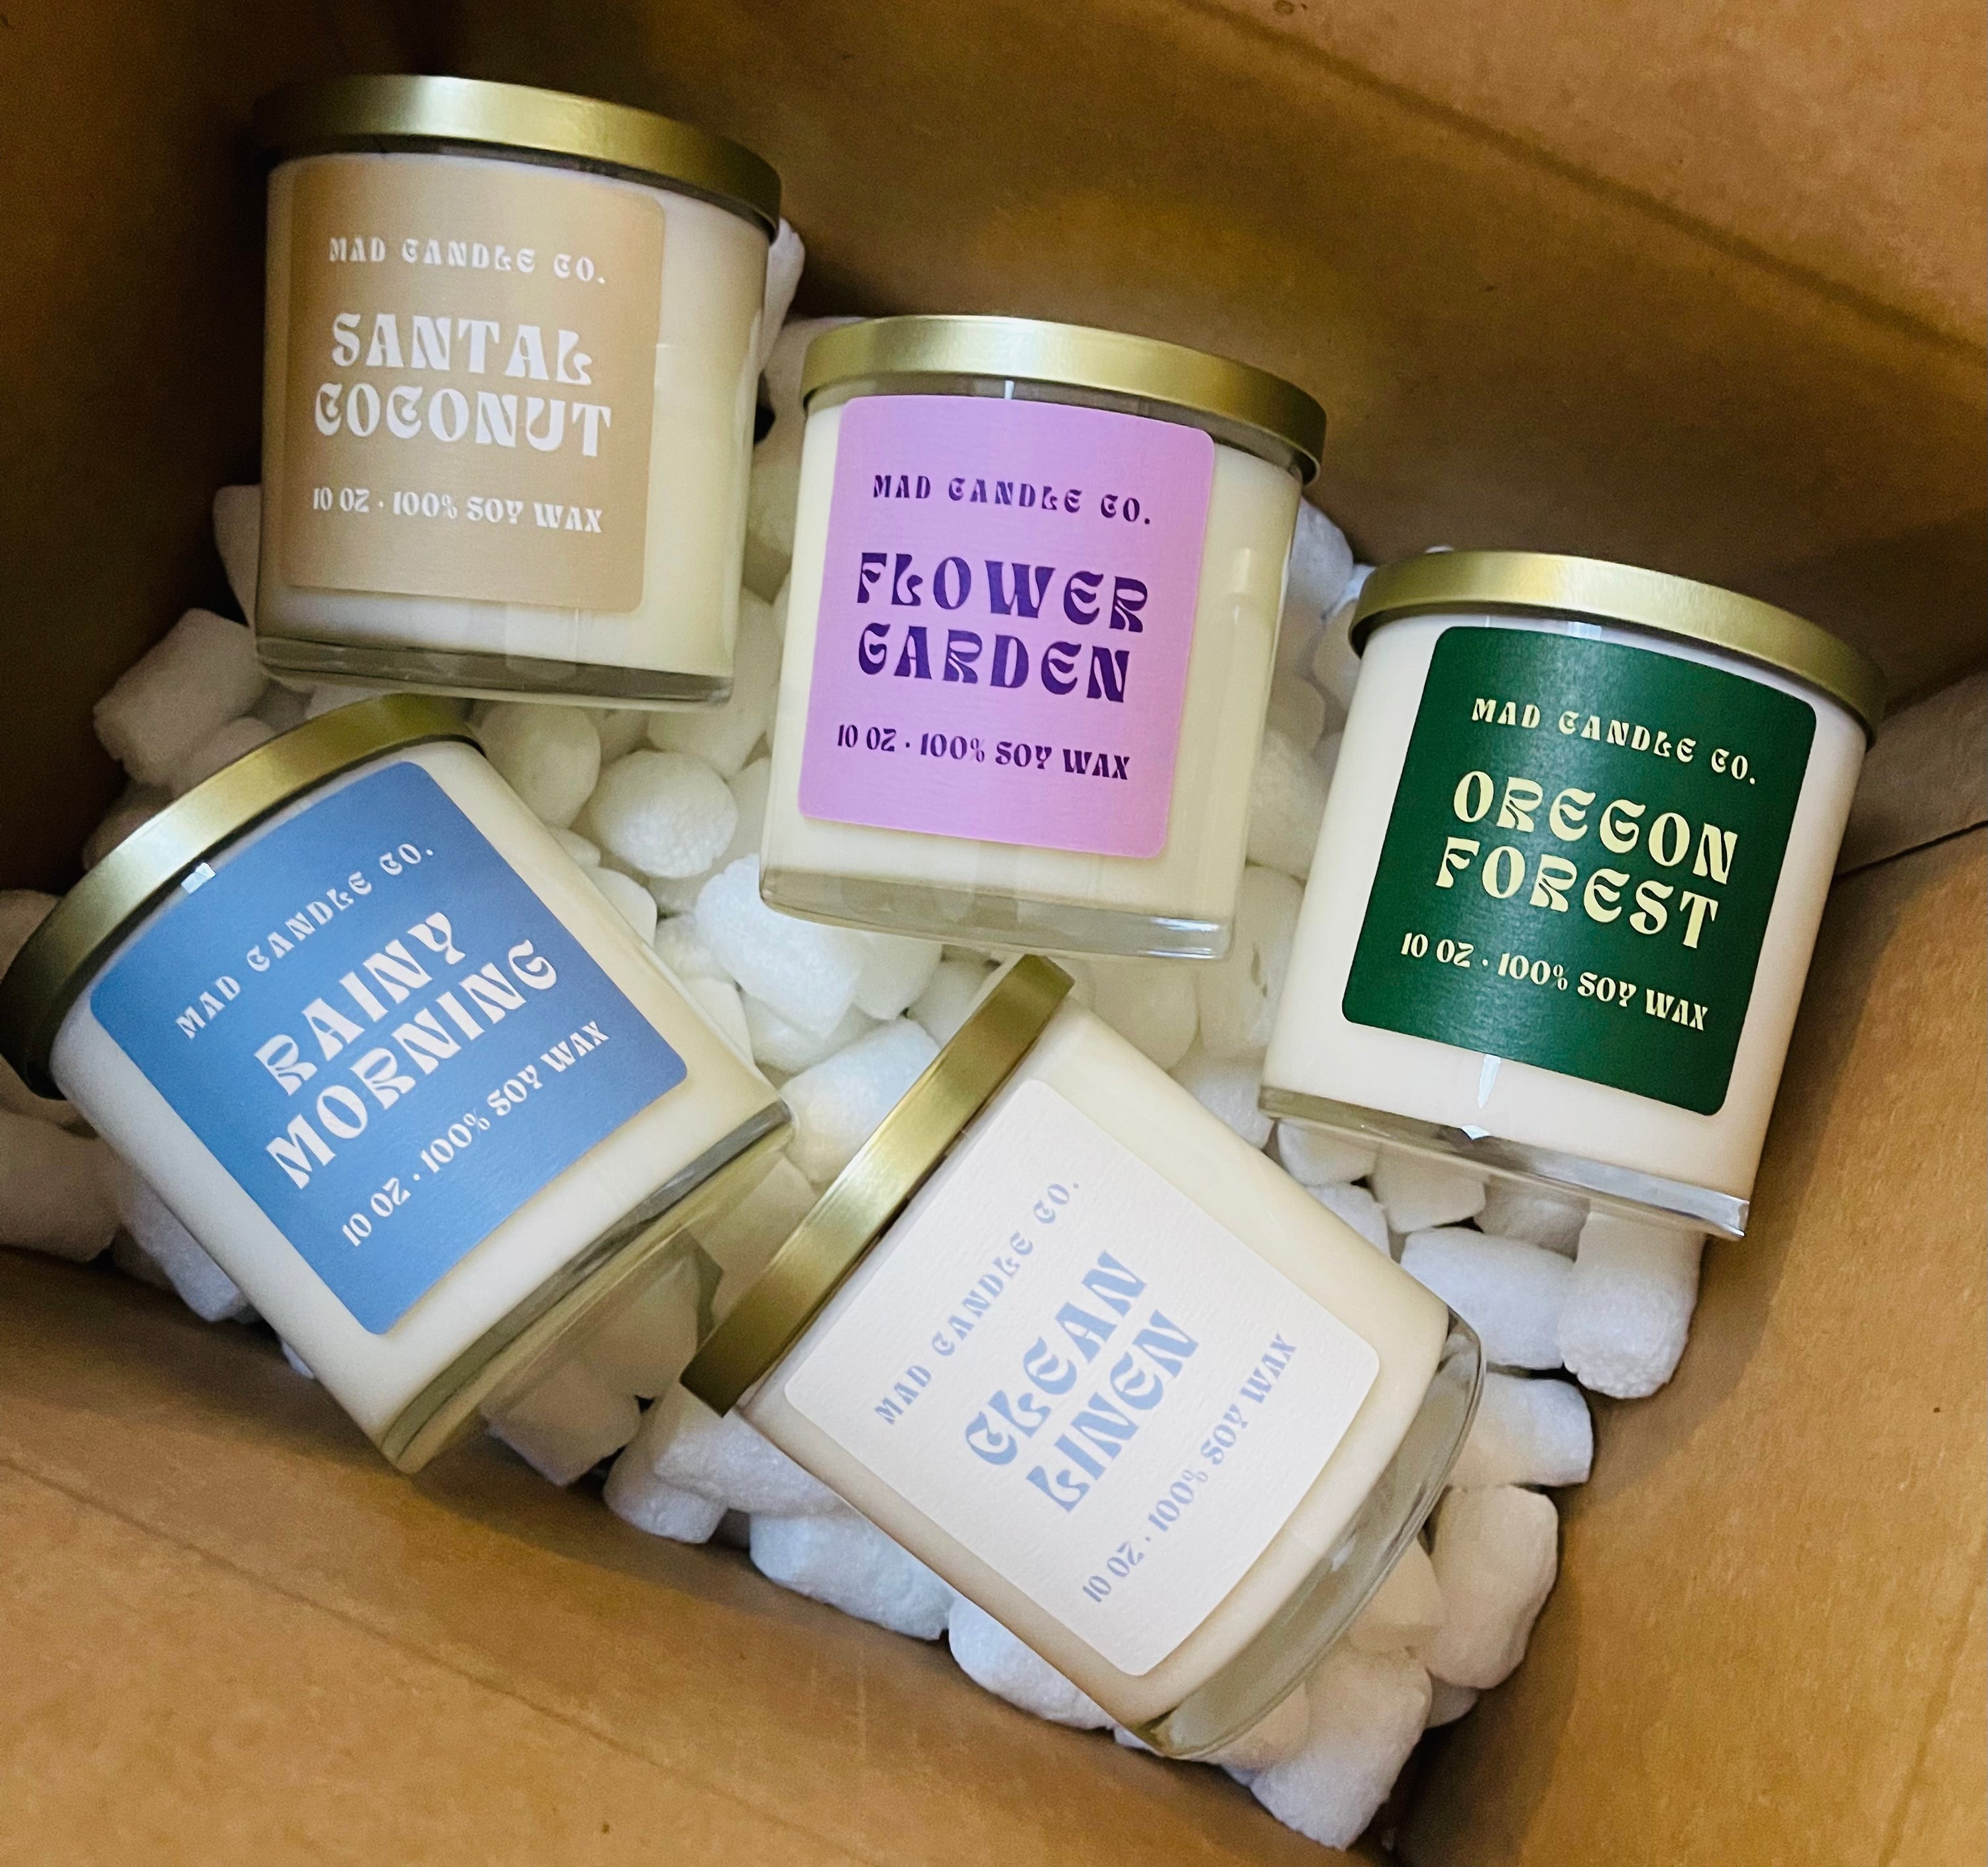 MAD CANDLE CO.
SANTAL
COCONUT
10 OZ · 100% SOY WAX
MAD CANDLE CO.
FLOWER
GARDEN
10 OZ · 100% SOY WAX
MAD CANDLE CO.
OREGON
FOREST
10 OZ · 100% SOY WAX
MAD CANDLE CO.
RAINY
MORNING
10 OZ · 100% SOY WAX
MAD CANDLE CO.
CLEAN
LINEN
10 OZ · 100% SOY WAX